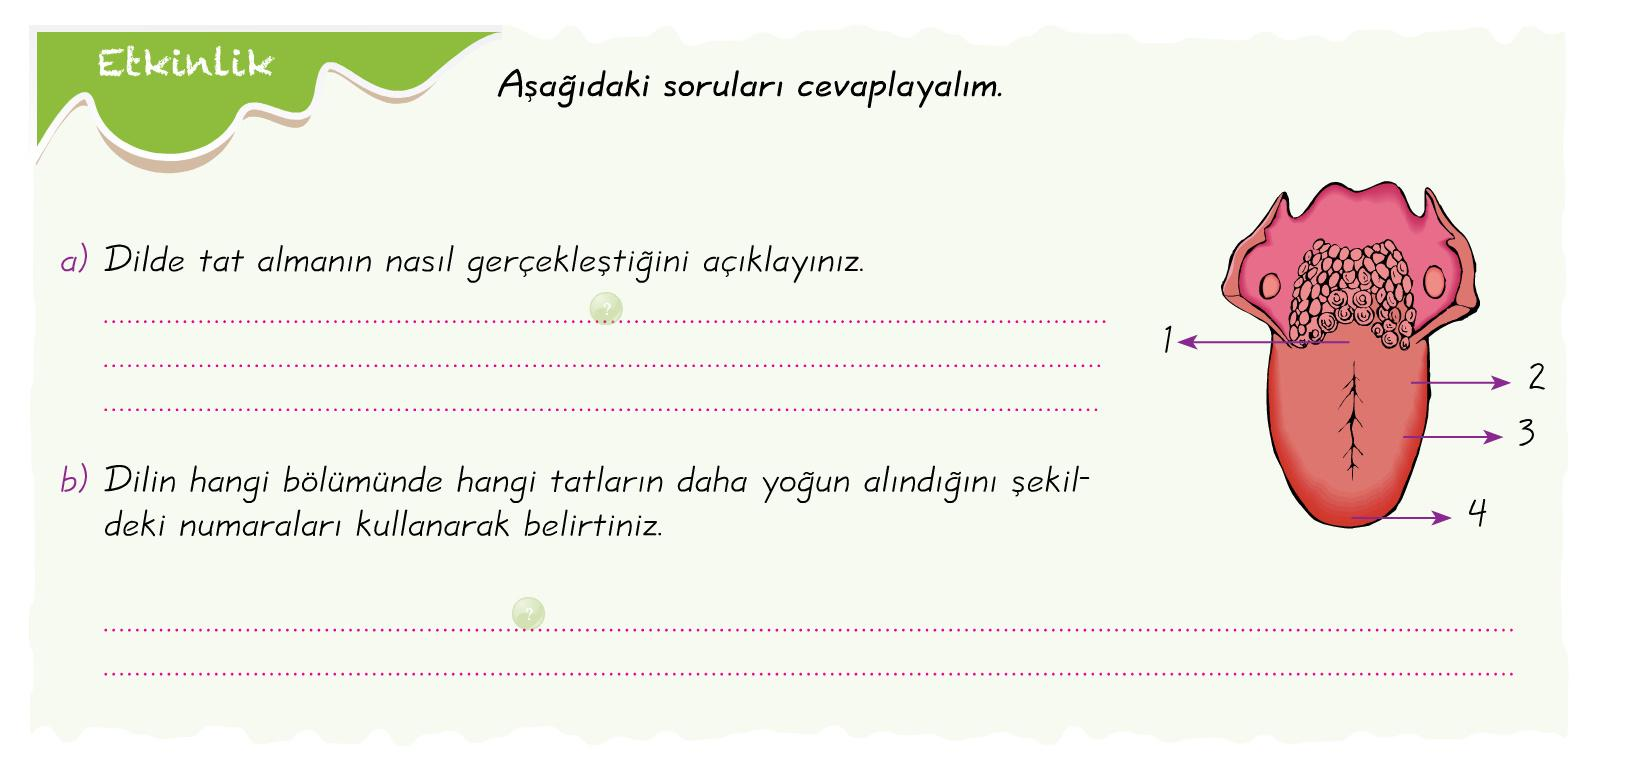 Etkinlik
Aşağıdaki soruları cevaplayalım.
a) Dilde tat almanın nasıl gerçekleştiğini açıklayınız.
?
1
2
3
b) Dilin hangi bölümünde hangi tatların daha yoğun alındığını şekil-
deki numaraları kullanarak belirtiniz.
4
?